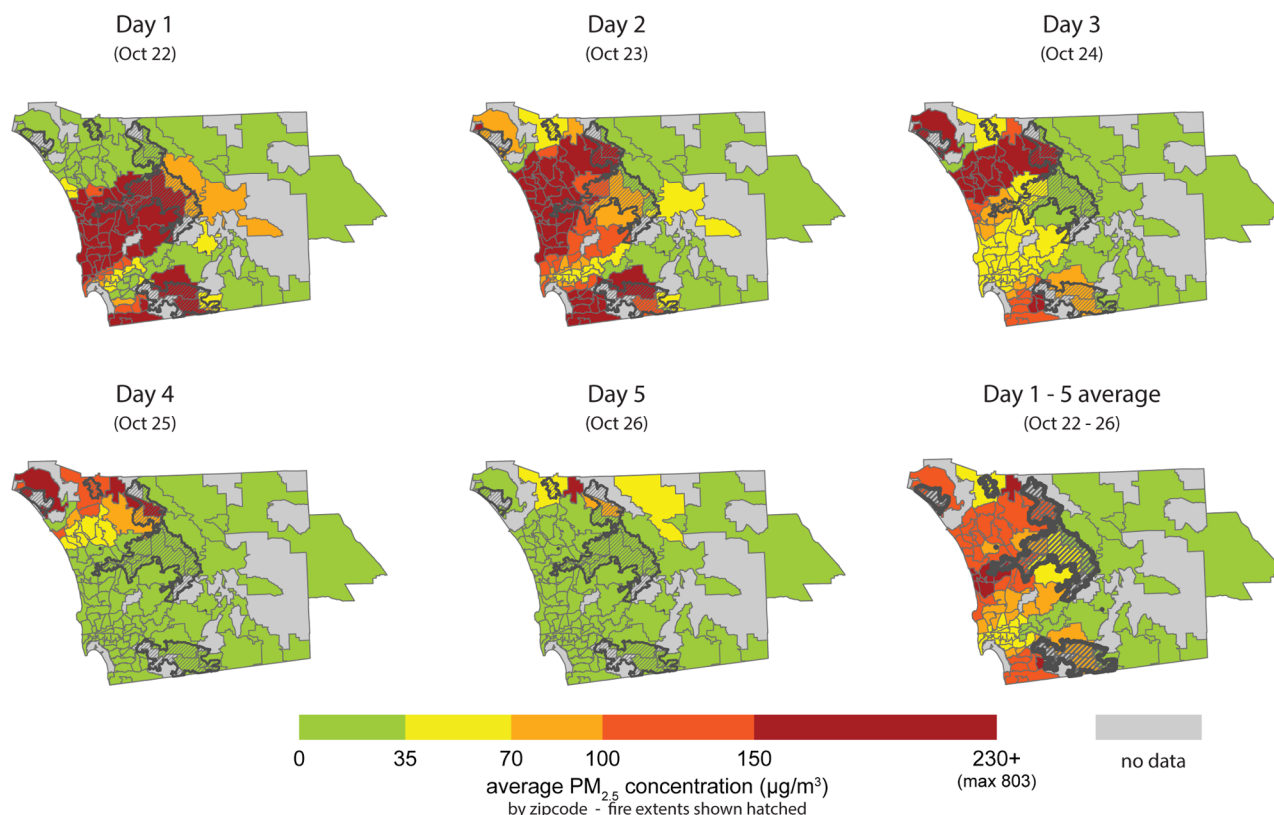 Day 1
(Oct 22)
Day 2
(Oct 23)
Day 3
(Oct 24)
Day 4
(Oct 25)
Day 5
(Oct 26)
Day 1 - 5 average
(Oct 22 - 26)
0 35 70 100 150 230+
(max 803)
no data
average PM2.5 concentration (µg/m³)
by zipcode - fire extents shown hatched